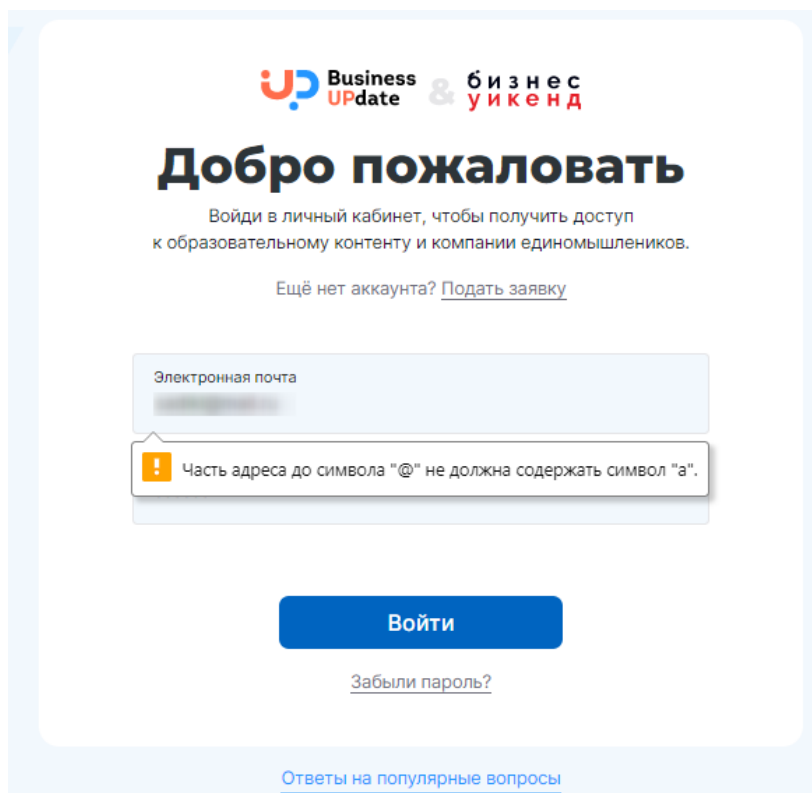 Business
UPdate
&
бизнес
уикенд
Добро пожаловать
Войди в личный кабинет, чтобы получить доступ
к образовательному контенту и компании единомышлеников.
Ещё нет аккаунта? Подать заявку
Электронная почта
Часть адреса до символа "@" не должна содержать символ "а".
Войти
Забыли пароль?
Ответы на популярные вопросы